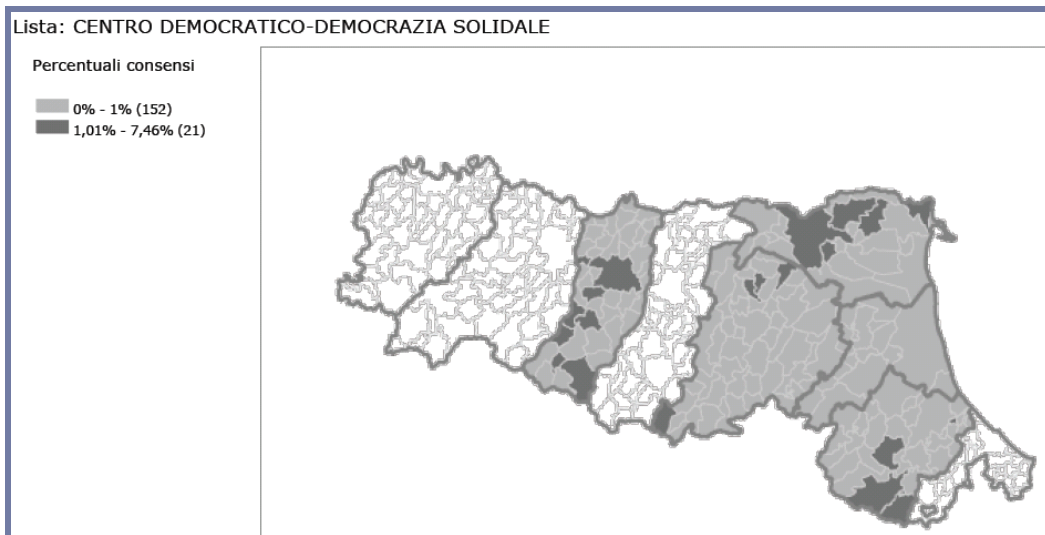 Lista: CENTRO DEMOCRATICO-DEMOCRAZIA SOLIDALE
Percentuali consensi
0% - 1% (152)
1,01% - 7,46% (21)